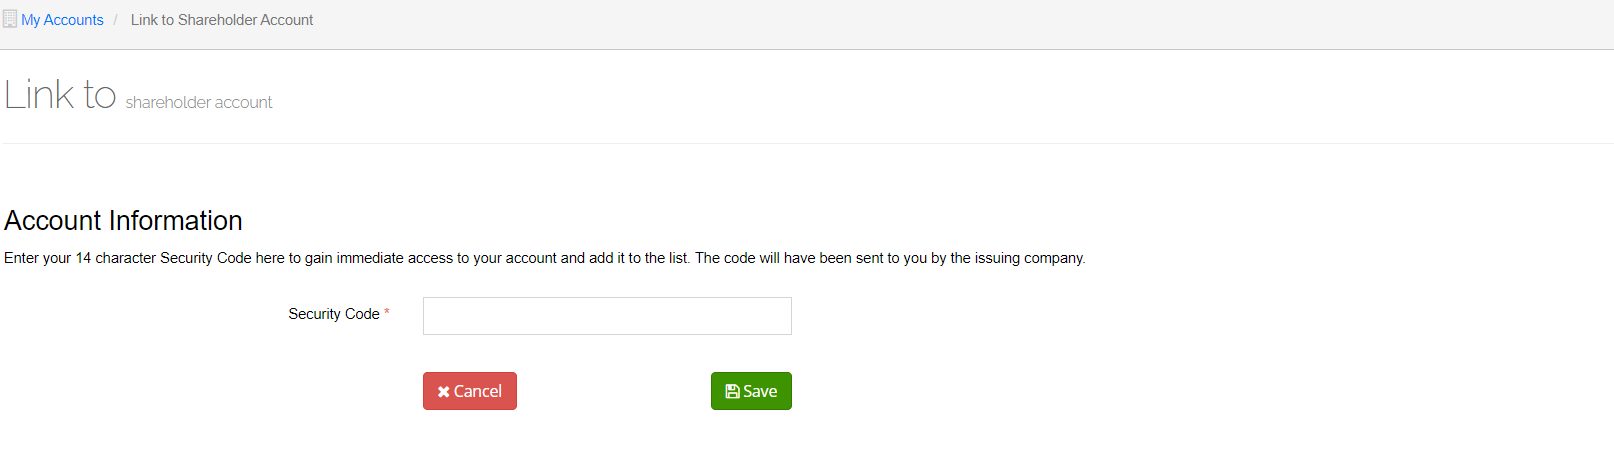 My Accounts / Link to Shareholder Account
Link to shareholder account
Account Information
Enter your 14 character Security Code here to gain immediate access to your account and add it to the list. The code will have been sent to you by the issuing company.
Security Code *
Cancel Save